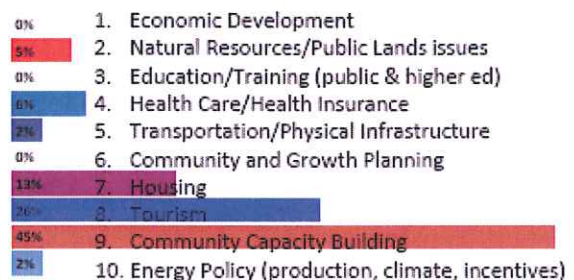 0% 1. Economic Development
5% 2. Natural Resources/Public Lands issues
0% 3. Education/Training (public & higher ed)
6% 4. Health Care/Health Insurance
2% 5. Transportation/Physical Infrastructure
0% 6. Community and Growth Planning
13% 7. Housing
26% 8. Tourism
45% 9. Community Capacity Building
2% 10. Energy Policy (production, climate, incentives)